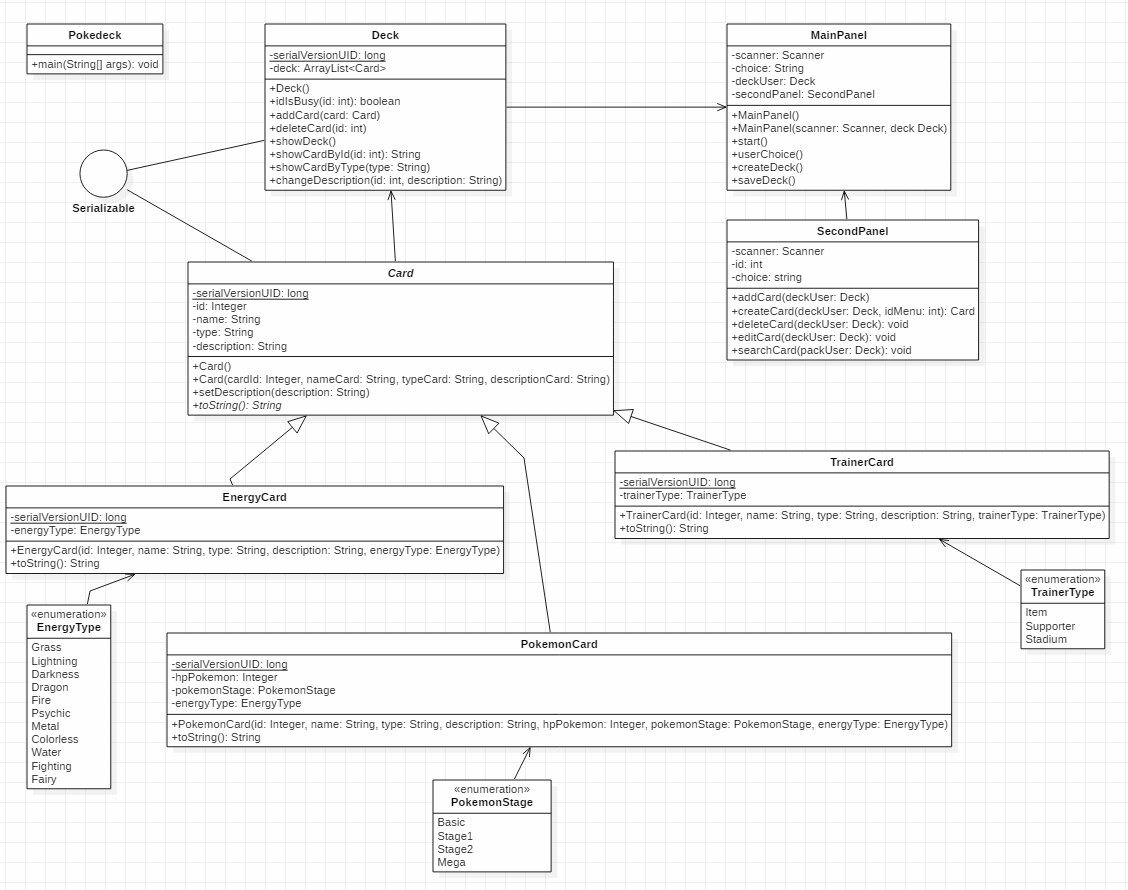 Pokedeck
+main(String[] args): void
Deck
-serialVersionUID: long
-deck: ArrayList<Card>
+Deck()
+idIsBusy(id: int): boolean
+addCard(card: Card)
+deleteCard(id: int)
+showDeck()
+showCardById(id: int): String
+showCardByType(type: String)
+changeDescription(id: int, description: String)
MainPanel
-scanner: Scanner
-choice: String
-deckUser: Deck
-secondPanel: SecondPanel
+MainPanel()
+MainPanel(scanner: Scanner, deck Deck)
+start()
+userChoice()
+createDeck()
+saveDeck()
Serializable
SecondPanel
-scanner: Scanner
-id: int
-choice: string
+addCard(deckUser: Deck)
+createCard(deckUser: Deck, idMenu: int): Card
+deleteCard(deckUser: Deck): void
+editCard(deckUser: Deck): void
+searchCard(packUser: Deck): void
Card
-serialVersionUID: long
-id: Integer
-name: String
-type: String
-description: String
+Card()
+Card(cardId: Integer, nameCard: String, typeCard: String, descriptionCard: String)
+setDescription(description: String)
+toString(): String
TrainerCard
-serialVersionUID: long
-trainerType: TrainerType
+TrainerCard(id: Integer, name: String, type: String, description: String, trainerType: TrainerType)
+toString(): String
EnergyCard
-serialVersionUID: long
-energyType: EnergyType
+EnergyCard(id: Integer, name: String, type: String, description: String, energyType: EnergyType)
+toString(): String
«enumeration»
TrainerType
Item
Supporter
Stadium
«enumeration»
EnergyType
Grass
Lightning
Darkness
Dragon
Fire
Psychic
Metal
Colorless
Water
Fighting
Fairy
PokemonCard
-serialVersionUID: long
-hpPokemon: Integer
-pokemonStage: PokemonStage
-energyType: EnergyType
+PokemonCard(id: Integer, name: String, type: String, description: String, hpPokemon: Integer, pokemonStage: PokemonStage, energyType: EnergyType)
+toString(): String
«enumeration»
PokemonStage
Basic
Stage1
Stage2
Mega